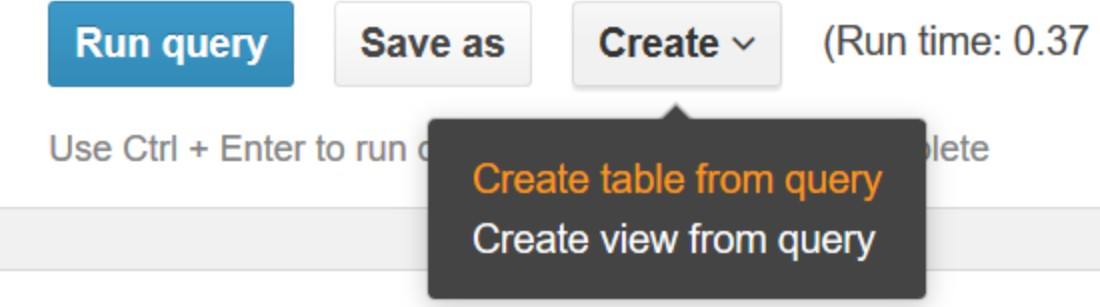 Run query Save as Create (Run time: 0.37
Use Ctrl + Enter to run
Create table from query
Create view from query